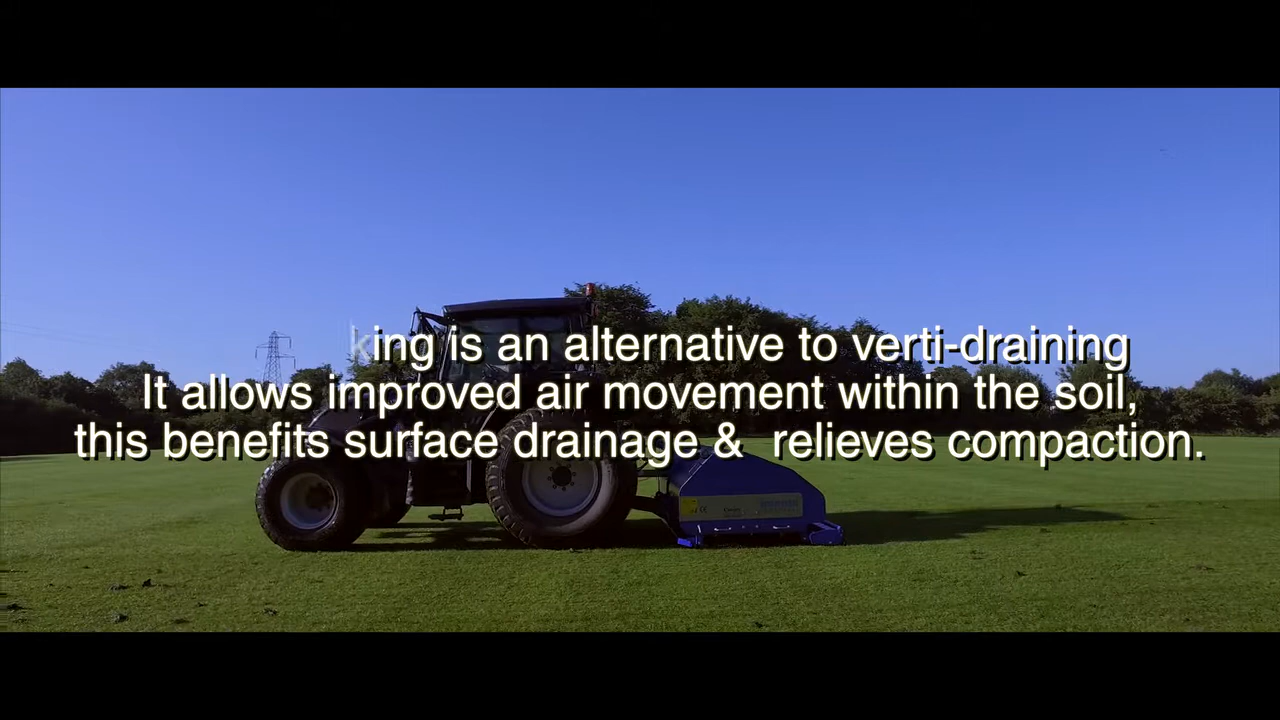 king is an alternative to verti-draining
It allows improved air movement within the soil,
this benefits surface drainage & relieves compaction.